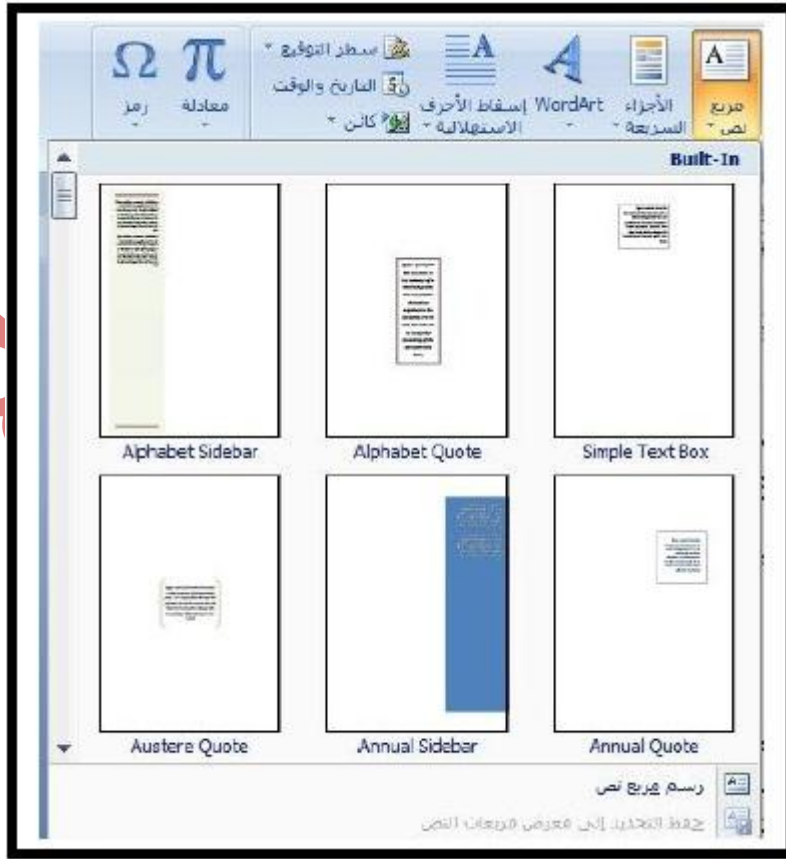 مربع نص
الأجزاء السريعة
WordArt
إسقاط الأحرف الاستهلالية
سطر التوقيع
التاريخ والوقت
كائن
معادلة
رمز
Built-In
Simple Text Box
Alphabet Quote
Alphabet Sidebar
Annual Quote
Annual Sidebar
Austere Quote
رسم مربع نص
حفظ التحديد إلى معرض مربعات النص